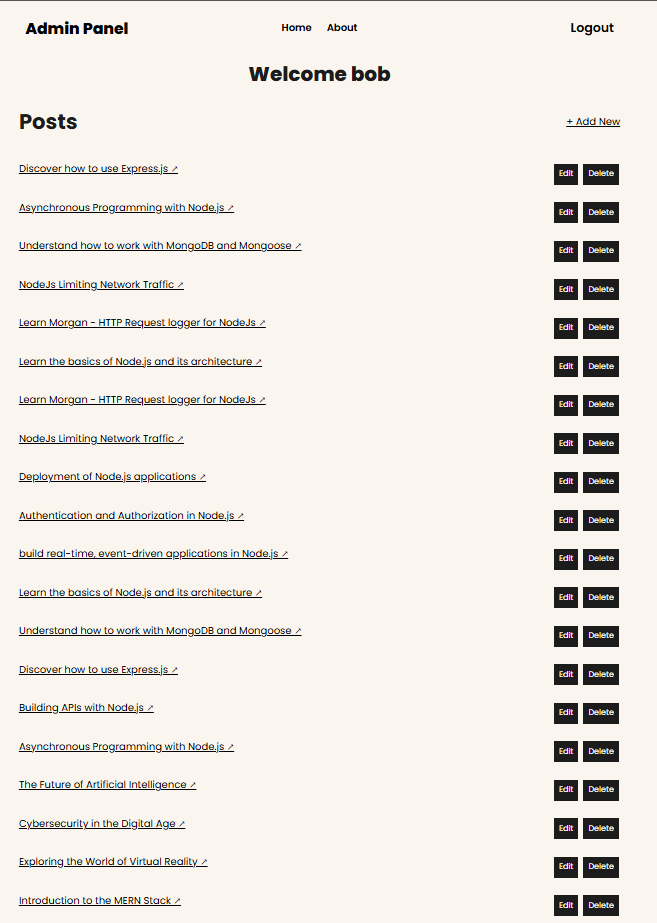 Admin Panel Home About Logout
Welcome bob
Posts + Add New
Discover how to use Express.js ↗ Edit Delete
Asynchronous Programming with Node.js ↗ Edit Delete
Understand how to work with MongoDB and Mongoose ↗ Edit Delete
NodeJs Limiting Network Traffic ↗ Edit Delete
Learn Morgan - HTTP Request logger for NodeJs ↗ Edit Delete
Learn the basics of Node.js and its architecture ↗ Edit Delete
Learn Morgan - HTTP Request logger for NodeJs ↗ Edit Delete
NodeJs Limiting Network Traffic ↗ Edit Delete
Deployment of Node.js applications ↗ Edit Delete
Authentication and Authorization in Node.js ↗ Edit Delete
build real-time, event-driven applications in Node.js ↗ Edit Delete
Learn the basics of Node.js and its architecture ↗ Edit Delete
Understand how to work with MongoDB and Mongoose ↗ Edit Delete
Discover how to use Express.js ↗ Edit Delete
Building APIs with Node.js ↗ Edit Delete
Asynchronous Programming with Node.js ↗ Edit Delete
The Future of Artificial Intelligence ↗ Edit Delete
Cybersecurity in the Digital Age ↗ Edit Delete
Exploring the World of Virtual Reality ↗ Edit Delete
Introduction to the MERN Stack ↗ Edit Delete